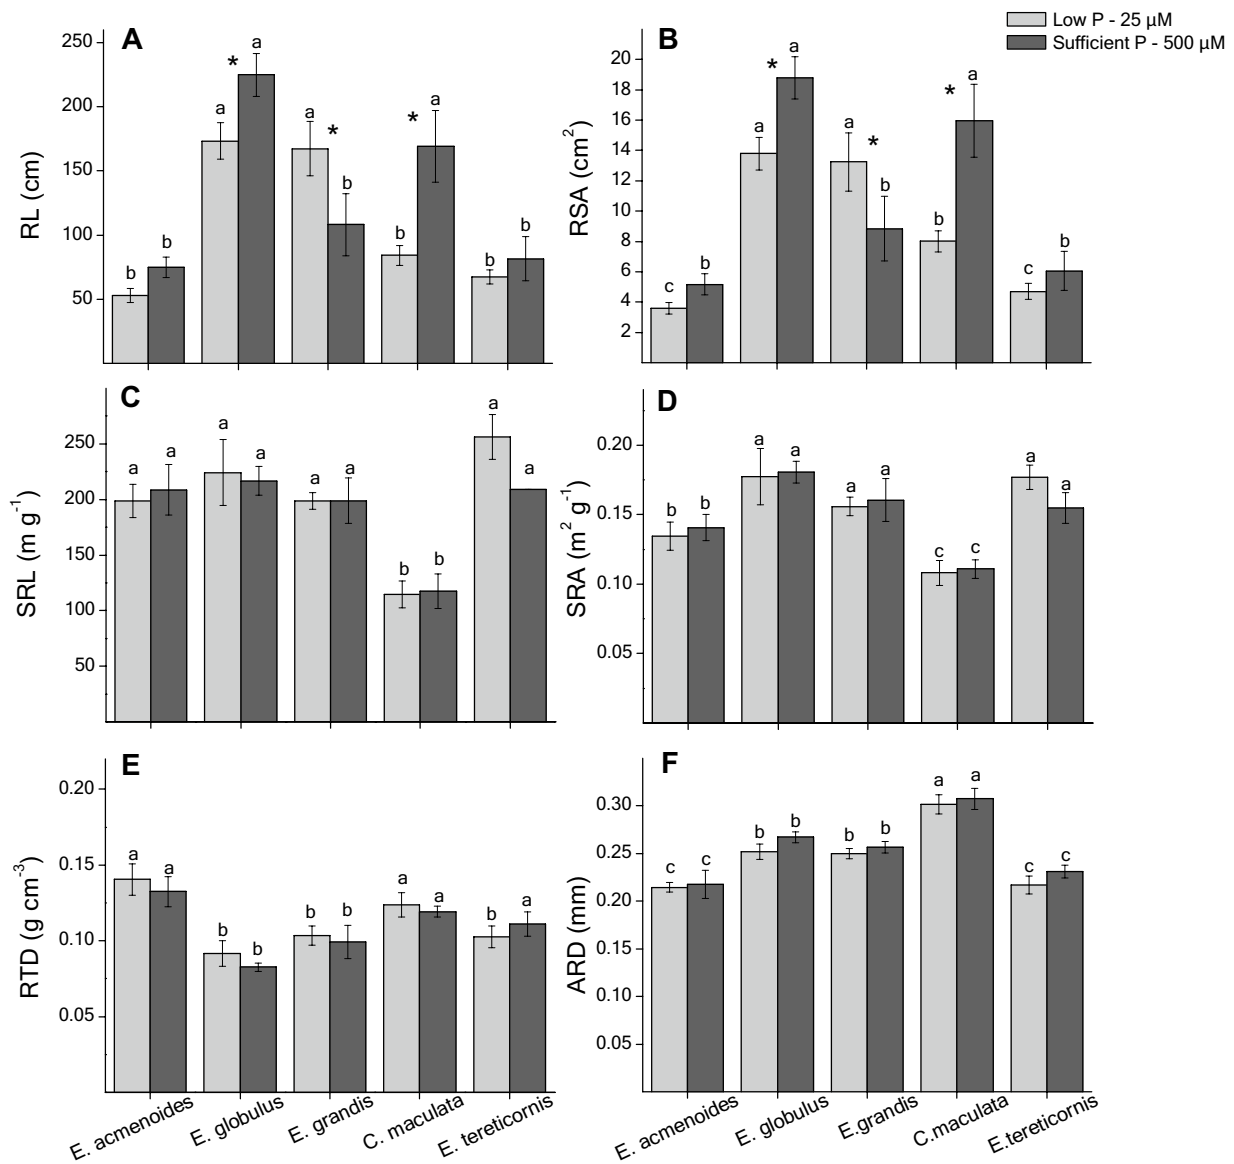 Low P - 25 µM
Sufficient P - 500 µM
A
RL (cm)
250
200
150
100
50
b b a * a a * b b * a b b
B
RSA (cm²)
20
18
16
14
12
10
8
6
4
2
c b a * a a * b b * a c b
C
SRL (m g⁻¹)
250
200
150
100
50
a a a a a a b b a a
D
SRA (m² g⁻¹)
0.20
0.15
0.10
0.05
b b a a a a c c a a
E
RTD (g cm⁻³)
0.20
0.15
0.10
0.05
a a b b b b a a b a
E. acmenoides
E. globulus
E. grandis
C. maculata
E. tereticornis
F
ARD (mm)
0.30
0.25
0.20
0.15
0.10
0.05
c c b b b b a a c c
E. acmenoides
E. globulus
E.grandis
C.maculata
E.tereticornis